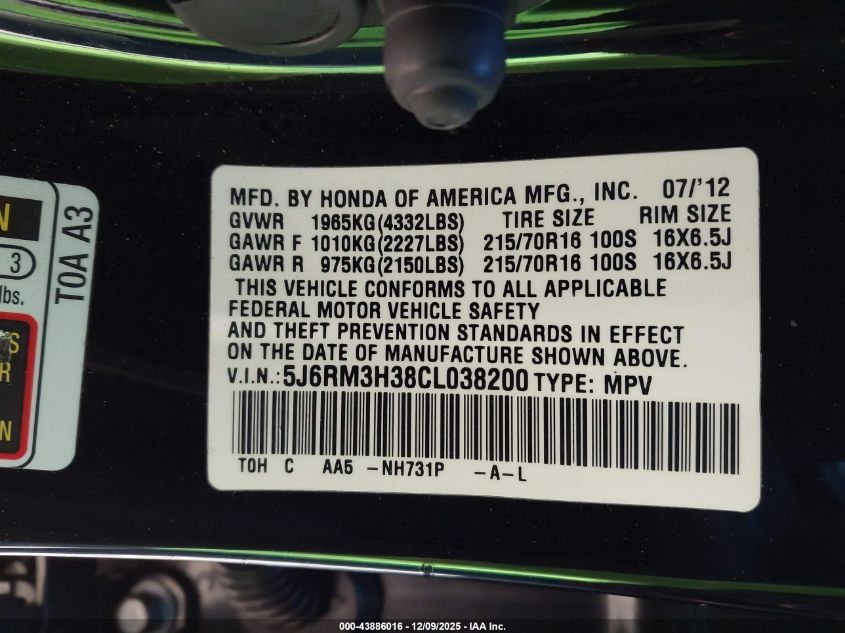 MFD. BY HONDA OF AMERICA MFG., INC. 07/'12
GVWR 1965KG(4332LBS) TIRE SIZE RIM SIZE
GAWR F 1010KG(2227LBS) 215/70R16 100S 16X6.5J
GAWR R 975KG(2150LBS) 215/70R16 100S 16X6.5J
THIS VEHICLE CONFORMS TO ALL APPLICABLE
FEDERAL MOTOR VEHICLE SAFETY
AND THEFT PREVENTION STANDARDS IN EFFECT
ON THE DATE OF MANUFACTURE SHOWN ABOVE.
V.I.N.:5J6RM3H38CL038200 TYPE: MPV
TOH C AA5 -NH731P -A-L
N
3
lbs.
S
R
N
TOA A3
000-43886016 - 12/09/2025 - IAA Inc.